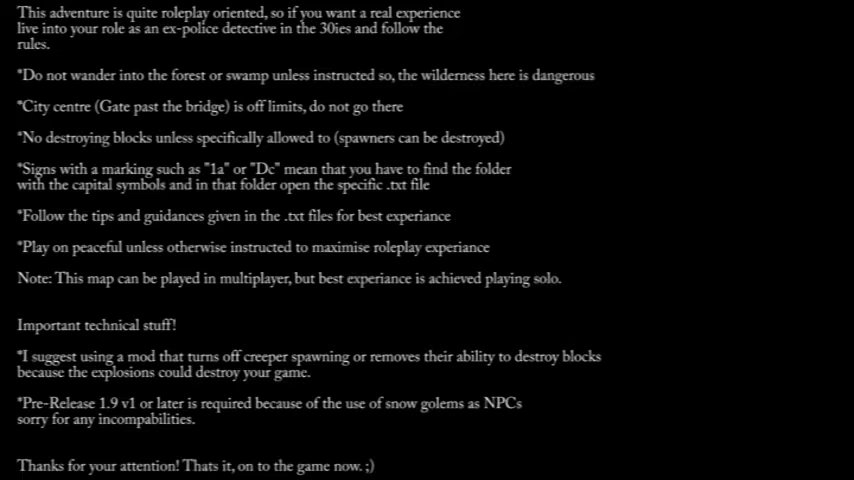 This adventure is quite roleplay oriented, so if you want a real experience
live into your role as an ex-police detective in the 30ies and follow the
rules.
*Do not wander into the forest or swamp unless instructed so, the wilderness here is dangerous
*City centre (Gate past the bridge) is off limits, do not go there
*No destroying blocks unless specifically allowed to (spawners can be destroyed)
*Signs with a marking such as "1a" or "Dc" mean that you have to find the folder
with the capital symbols and in that folder open the specific .txt file
*Follow the tips and guidances given in the .txt files for best experiance
*Play on peaceful unless otherwise instructed to maximise roleplay experiance
Note: This map can be played in multiplayer, but best experiance is achieved playing solo.
Important technical stuff!
*I suggest using a mod that turns off creeper spawning or removes their ability to destroy blocks
because the explosions could destroy your game.
*Pre-Release 1.9 v1 or later is required because of the use of snow golems as NPCs
sorry for any incompabilities.
Thanks for your attention! Thats it, on to the game now. ;)